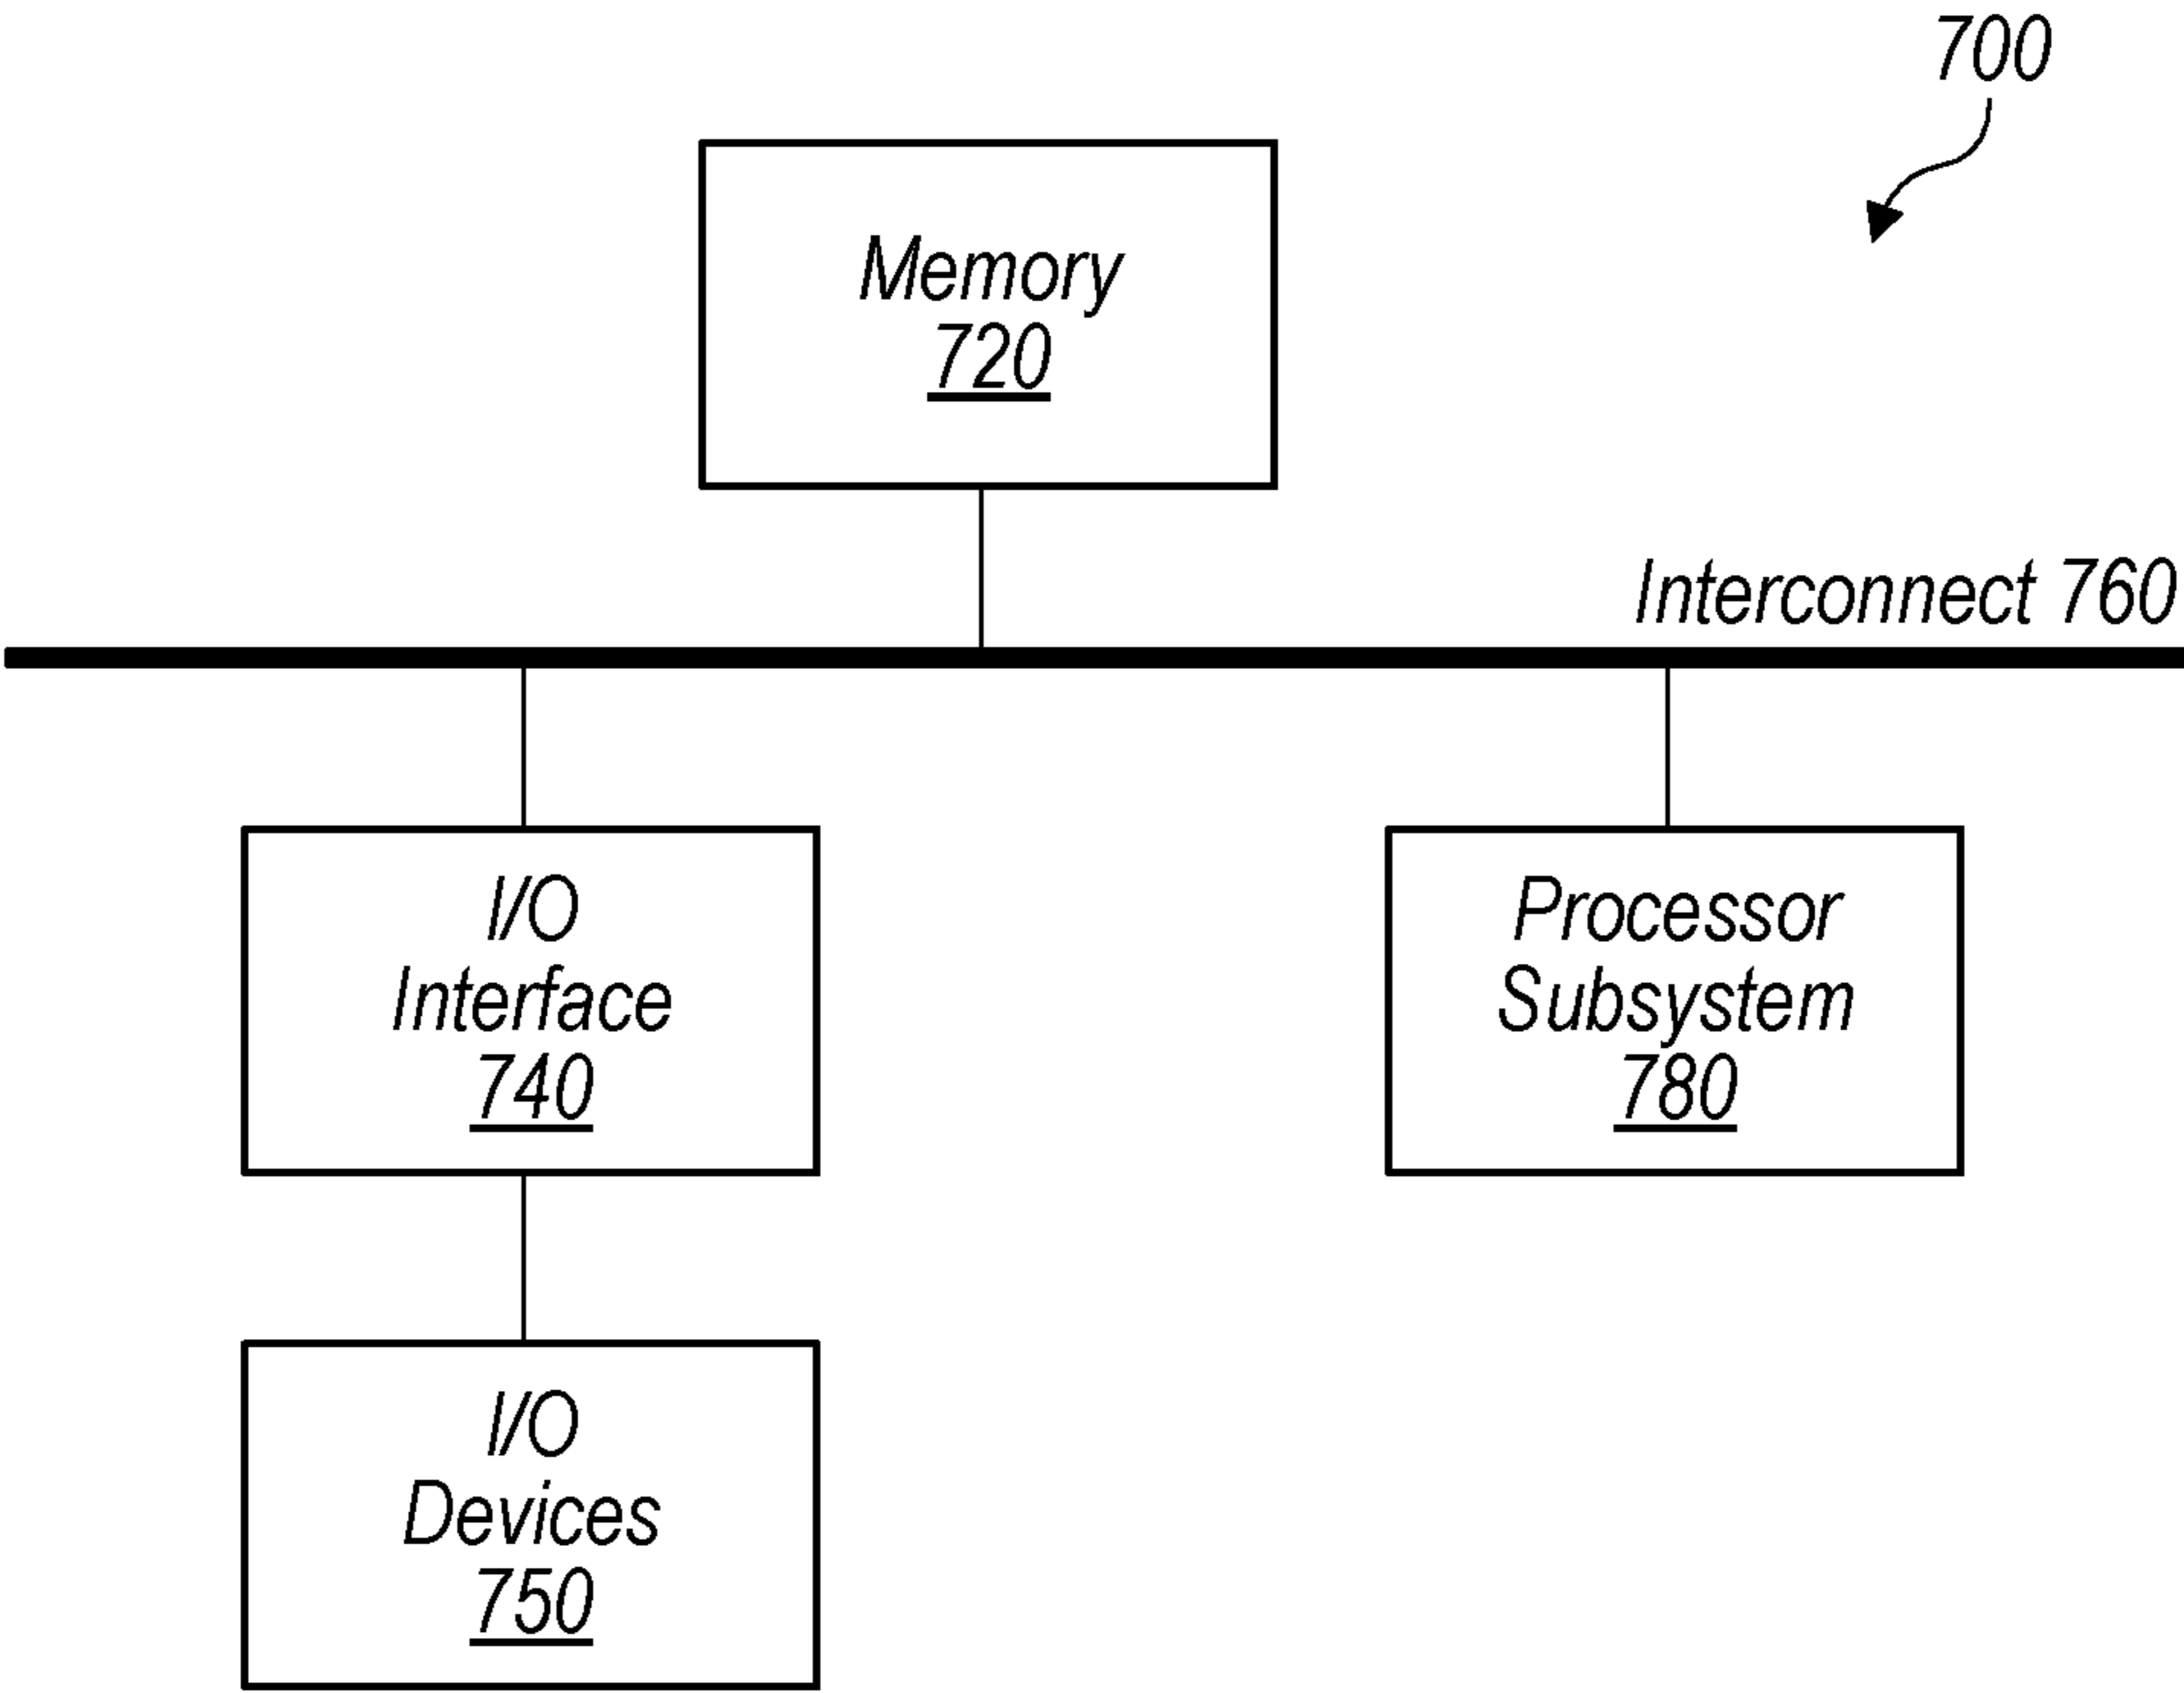 700
Memory
720
Interconnect 760
I/O
Interface
740
Processor
Subsystem
780
I/O
Devices
750